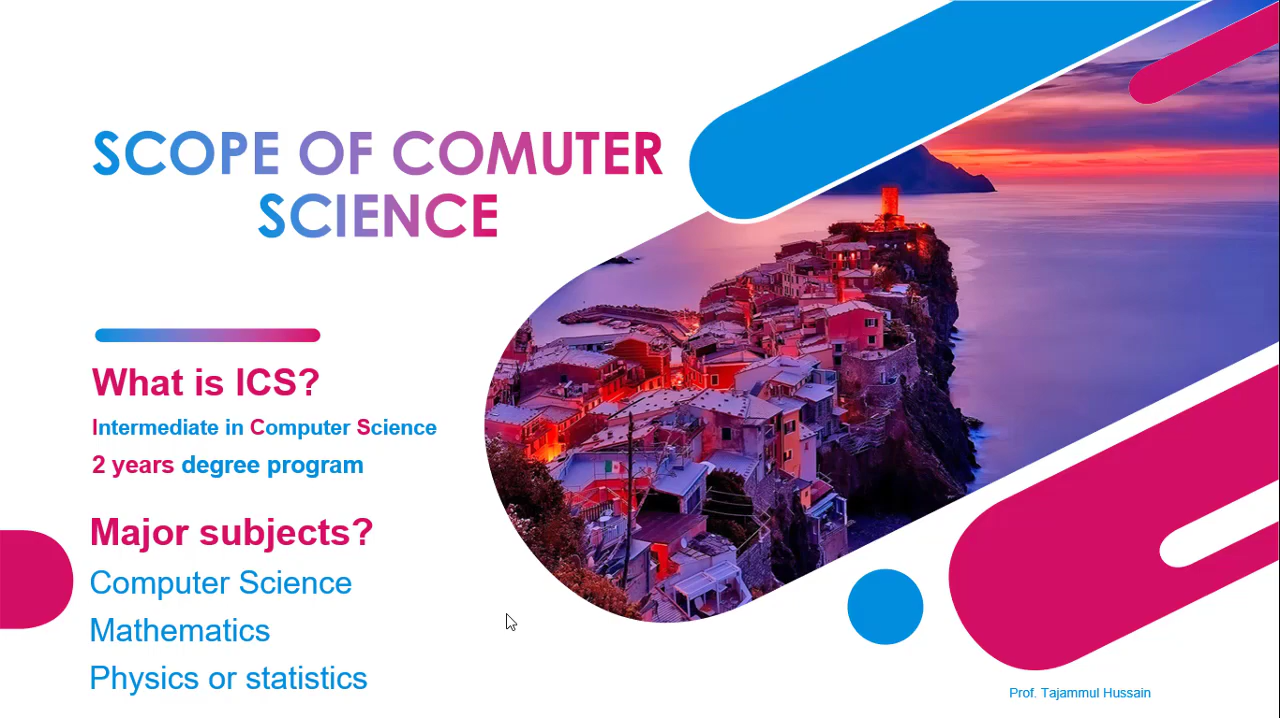 SCOPE OF COMUTER
SCIENCE
What is ICS?
Intermediate in Computer Science
2 years degree program
Major subjects?
Computer Science
Mathematics
Physics or statistics
Prof. Tajammul Hussain